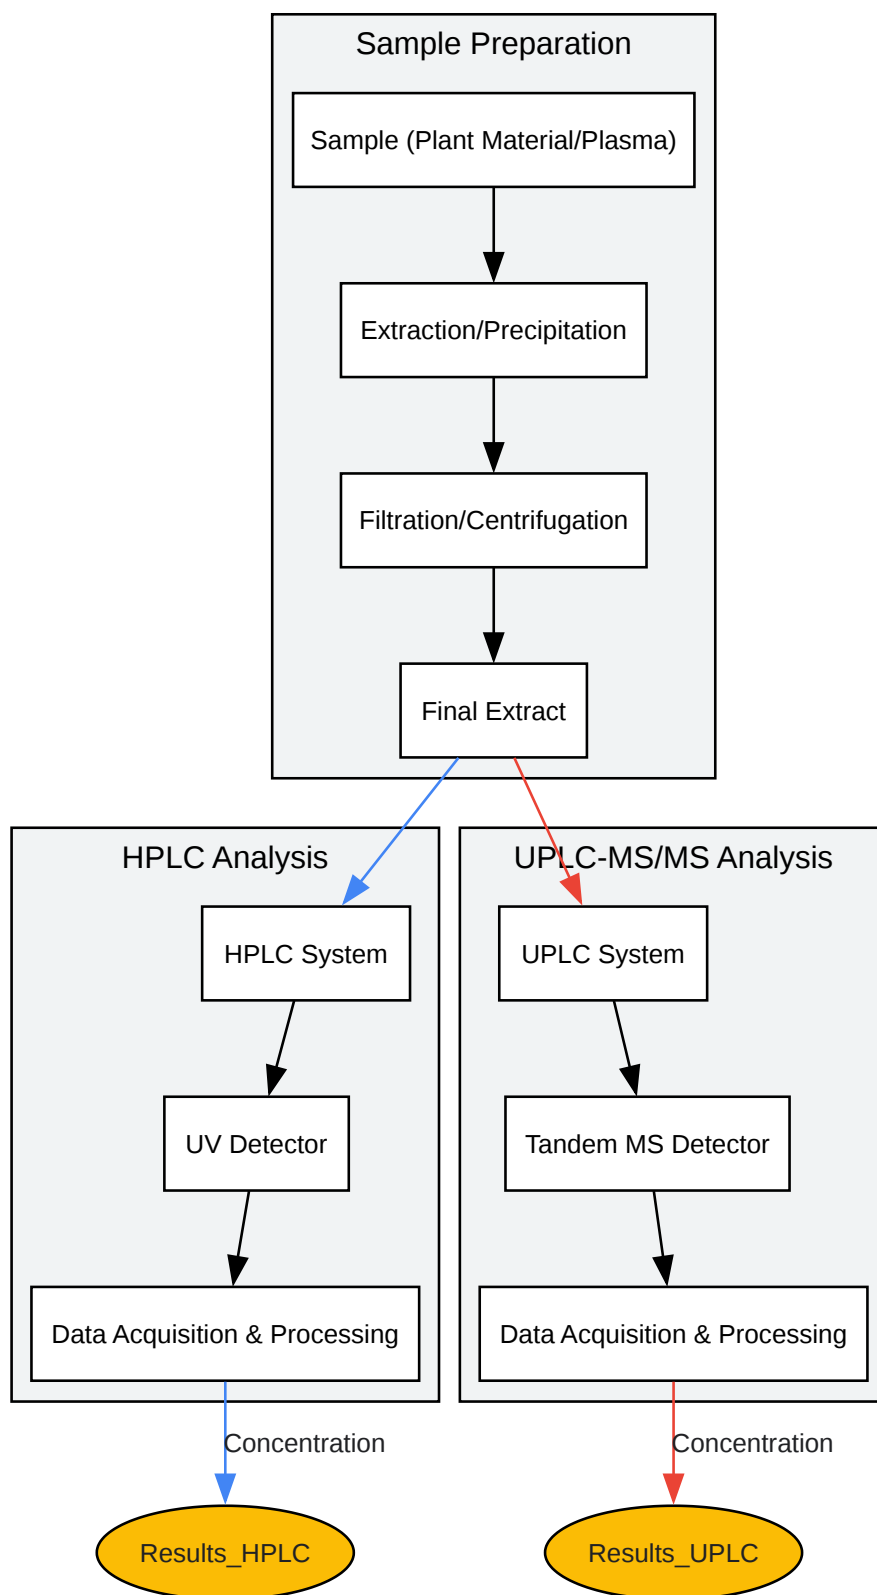 Sample Preparation
Sample (Plant Material/Plasma)
Extraction/Precipitation
Filtration/Centrifugation
Final Extract
HPLC Analysis
HPLC System
UV Detector
Data Acquisition & Processing
Concentration
Results_HPLC
UPLC-MS/MS Analysis
UPLC System
Tandem MS Detector
Data Acquisition & Processing
Concentration
Results_UPLC